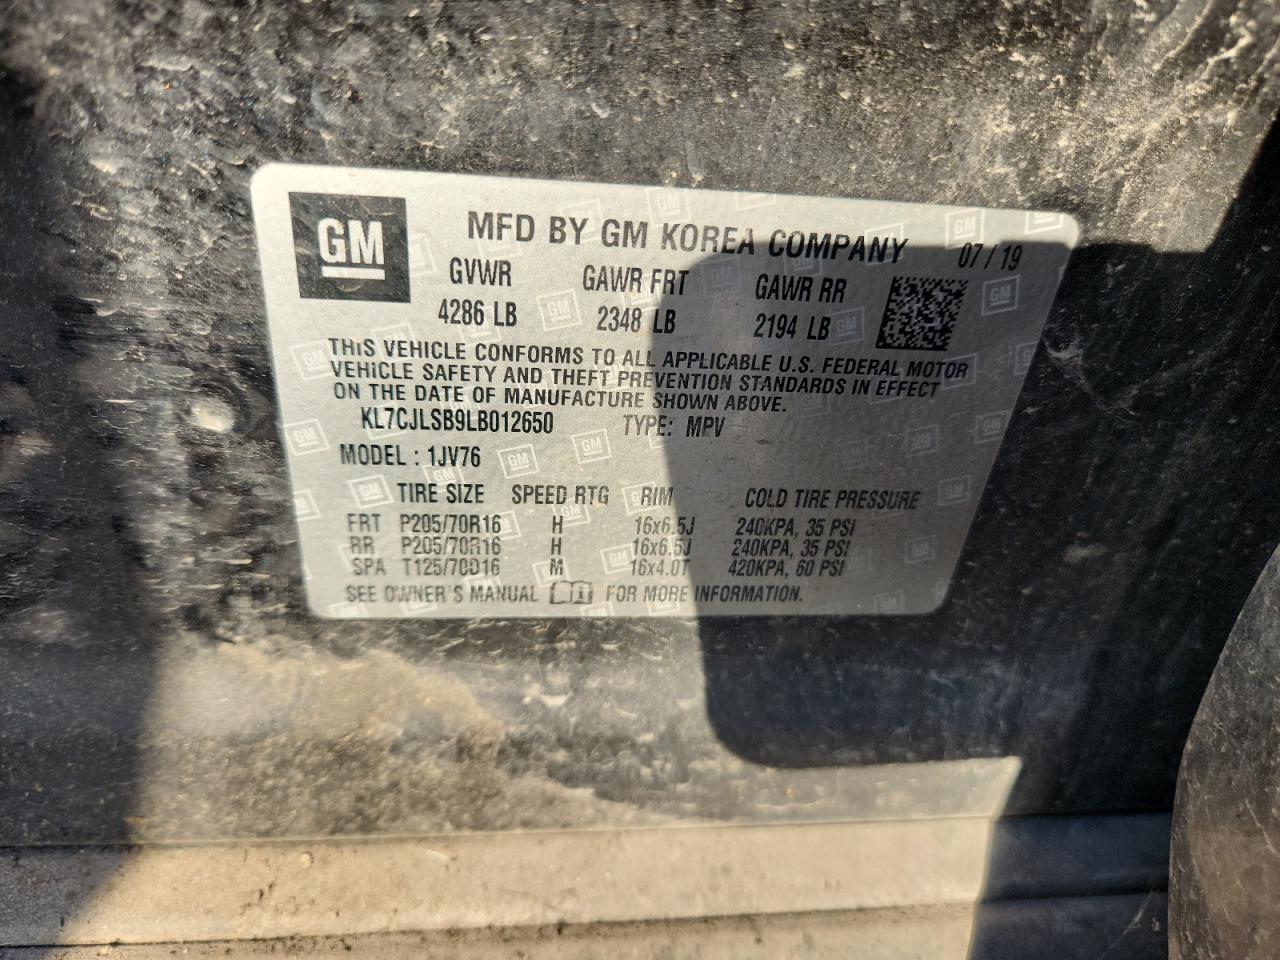 GM
MFD BY GM KOREA COMPANY 07/19
GVWR GAWR FRT GAWR RR
4286 LB 2348 LB 2194 LB
THIS VEHICLE CONFORMS TO ALL APPLICABLE U.S. FEDERAL MOTOR
VEHICLE SAFETY AND THEFT PREVENTION STANDARDS IN EFFECT
ON THE DATE OF MANUFACTURE SHOWN ABOVE.
KL7CJLSB9LB012650 TYPE: MPV
MODEL : 1JV76
TIRE SIZE SPEED RTG RIM COLD TIRE PRESSURE
FRT P205/70R16 H 16x6.5J 240KPA, 35 PSI
RR P205/70R16 H 16x6.5J 240KPA, 35 PSI
SPA T125/70D16 M 16x4.0T 420KPA, 60 PSI
SEE OWNER'S MANUAL FOR MORE INFORMATION.